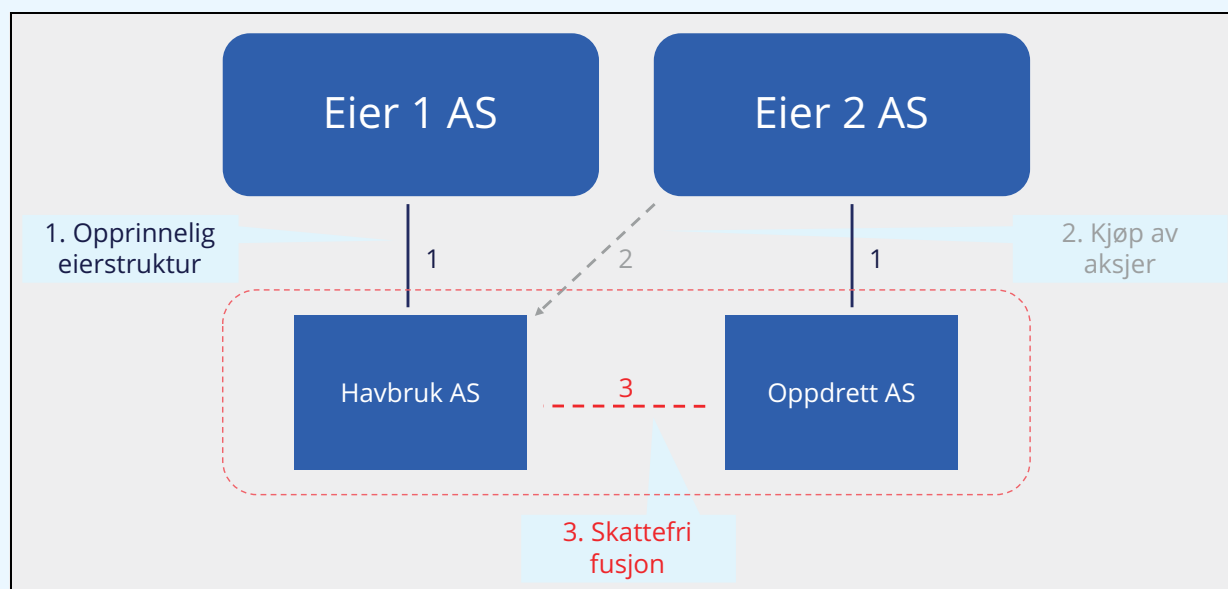 Eier 1 AS
Eier 2 AS
1. Opprinnelig
eierstruktur
1
2
1
2. Kjøp av
aksjer
Havbruk AS
3
Oppdrett AS
3. Skattefri
fusjon